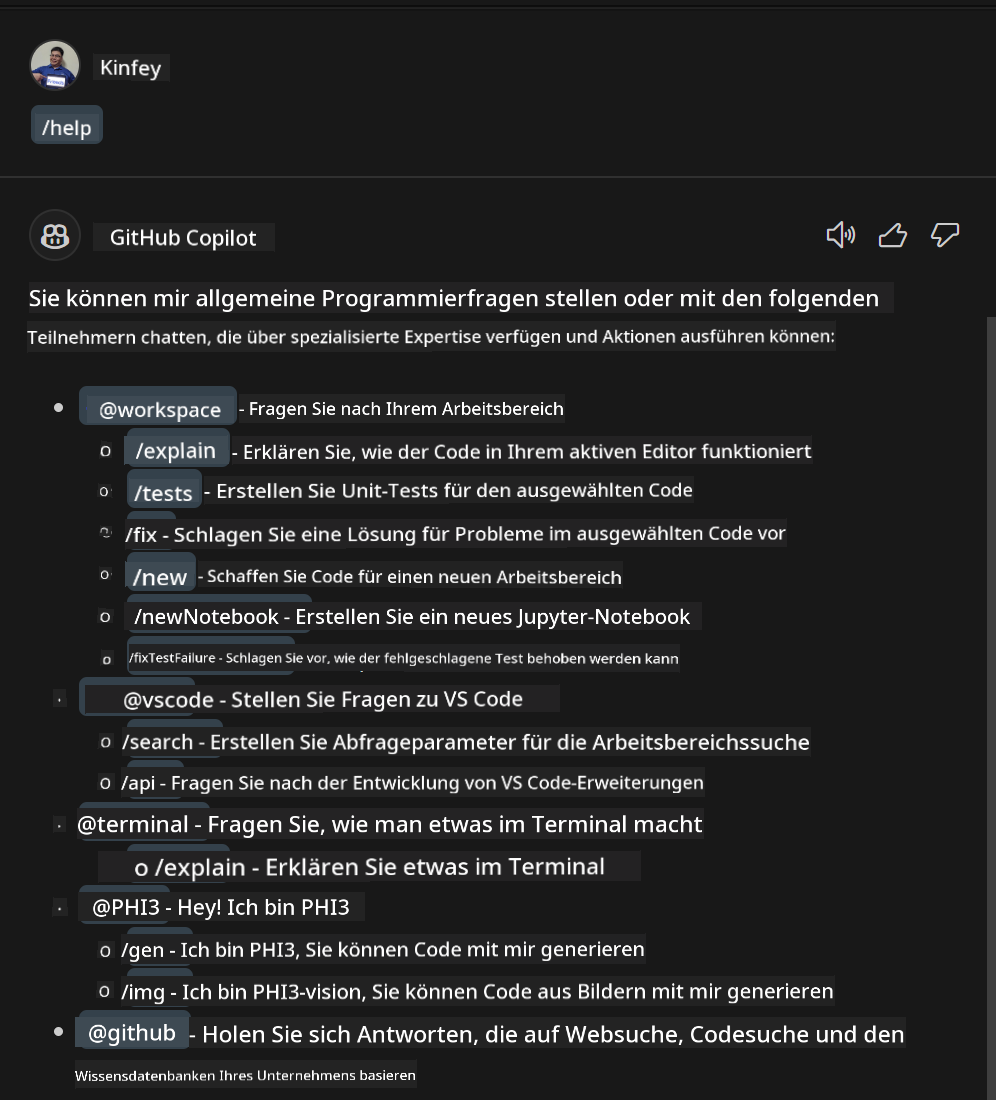 Kinfey
/help
GitHub Copilot
Sie können mir allgemeine Programmierfragen stellen oder mit den folgenden
Teilnehmern chatten, die über spezialisierte Expertise verfügen und Aktionen ausführen können:
@workspace - Fragen Sie nach Ihrem Arbeitsbereich
/explain - Erklären Sie, wie der Code in Ihrem aktiven Editor funktioniert
/tests - Erstellen Sie Unit-Tests für den ausgewählten Code
/fix - Schlagen Sie eine Lösung für Probleme im ausgewählten Code vor
/new - Schaffen Sie Code für einen neuen Arbeitsbereich
/newNotebook - Erstellen Sie ein neues Jupyter-Notebook
/fixTestFailure - Schlagen Sie vor, wie der fehlgeschlagene Test behoben werden kann
@vscode - Stellen Sie Fragen zu VS Code
/search - Erstellen Sie Abfrageparameter für die Arbeitsbereichssuche
/api - Fragen Sie nach der Entwicklung von VS Code-Erweiterungen
@terminal - Fragen Sie, wie man etwas im Terminal macht
o /explain - Erklären Sie etwas im Terminal
@PHI3 - Hey! Ich bin PHI3
/gen - Ich bin PHI3, Sie können Code mit mir generieren
/img - Ich bin PHI3-vision, Sie können Code aus Bildern mit mir generieren
@github - Holen Sie sich Antworten, die auf Websuche, Codesuche und den
Wissensdatenbanken Ihres Unternehmens basieren